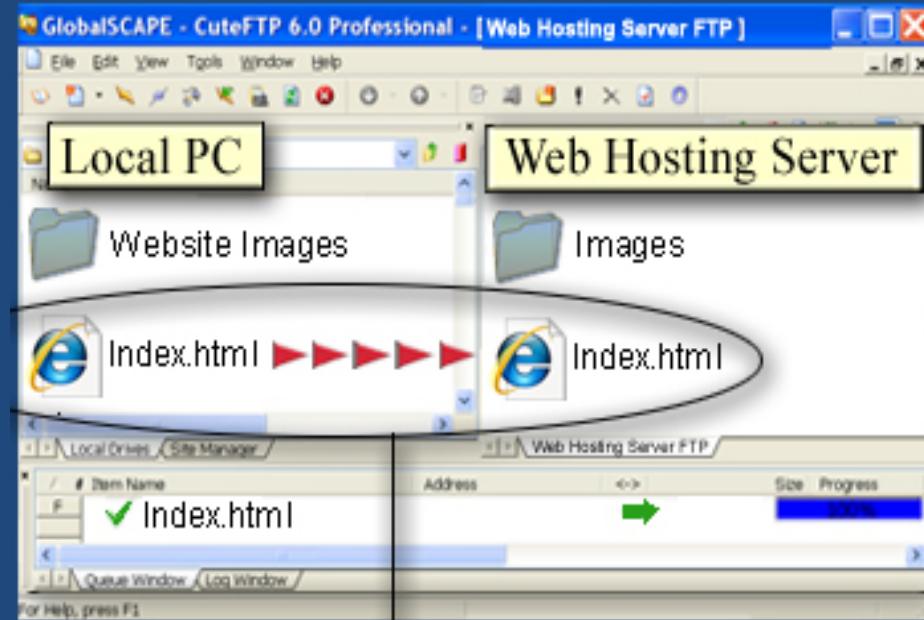 GlobalSCAPE - CuteFTP 6.0 Professional - [Web Hosting Server FTP ]
File Edit View Tools Window Help
Local PC
Web Hosting Server
Website Images
Images
Index.html
Index.html
Local Drives Site Manager
Web Hosting Server FTP
/ # Item Name Address <-> Size Progress
F Index.html 100%
Queue Window Log Window
For Help, press F1